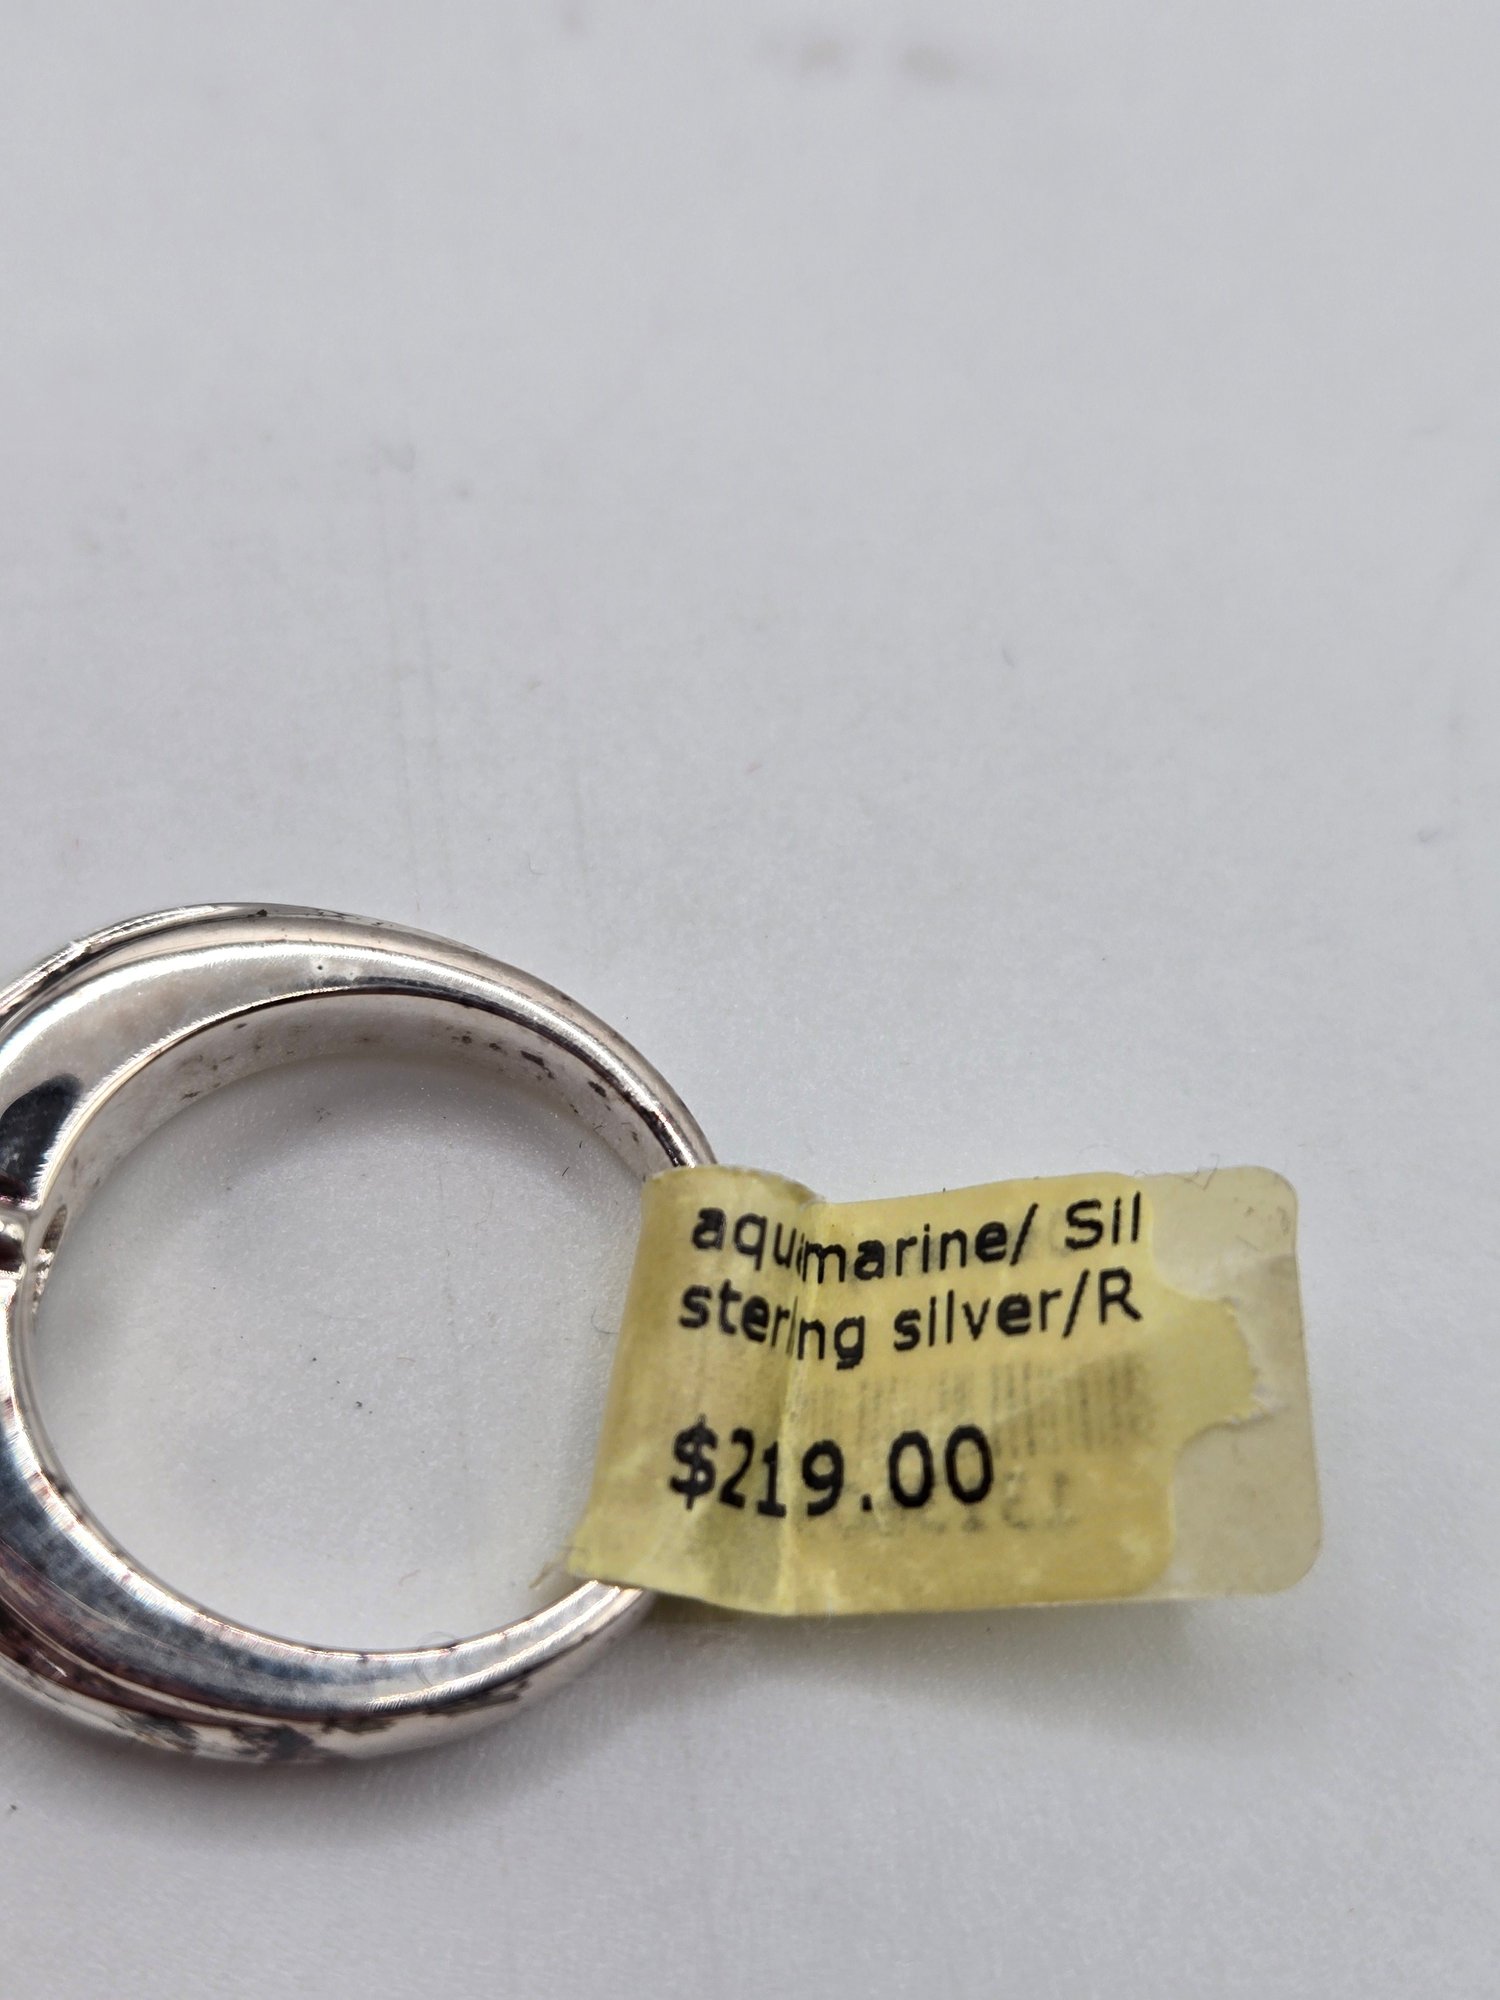 aquamarine/ Sil
sterling silver/R
$219.00